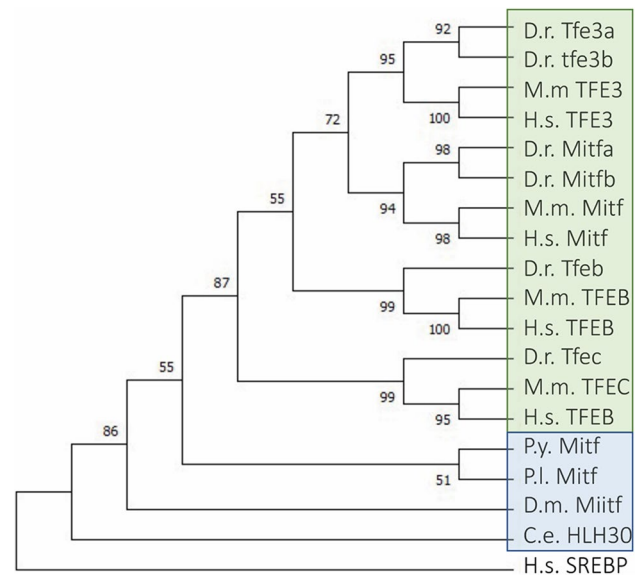 92
D.r. Tfe3a
D.r. tfe3b
95
M.m TFE3
100
H.s. TFE3
72
98
D.r. Mitfa
D.r. Mitfb
94
M.m. Mitf
98
H.s. Mitf
55
D.r. Tfeb
99
M.m. TFEB
100
H.s. TFEB
87
D.r. Tfec
99
M.m. TFEC
95
H.s. TFEB
55
P.y. Mitf
51
P.l. Mitf
86
D.m. Miitf
C.e. HLH30
H.s. SREBP